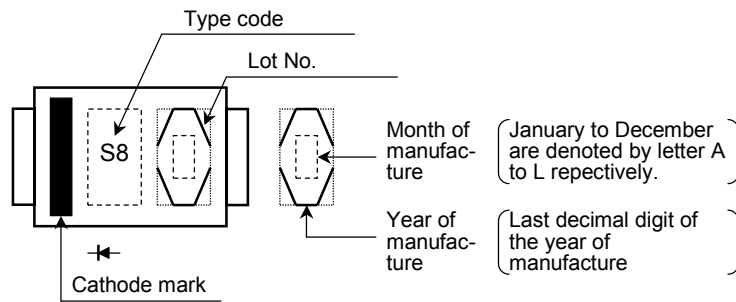 Type code
Lot No.
S8
Cathode mark
Month of
manufac-
ture
January to December
are denoted by letter A
to L repectively.
Year of
manufac-
ture
Last decimal digit of
the year of
manufacture